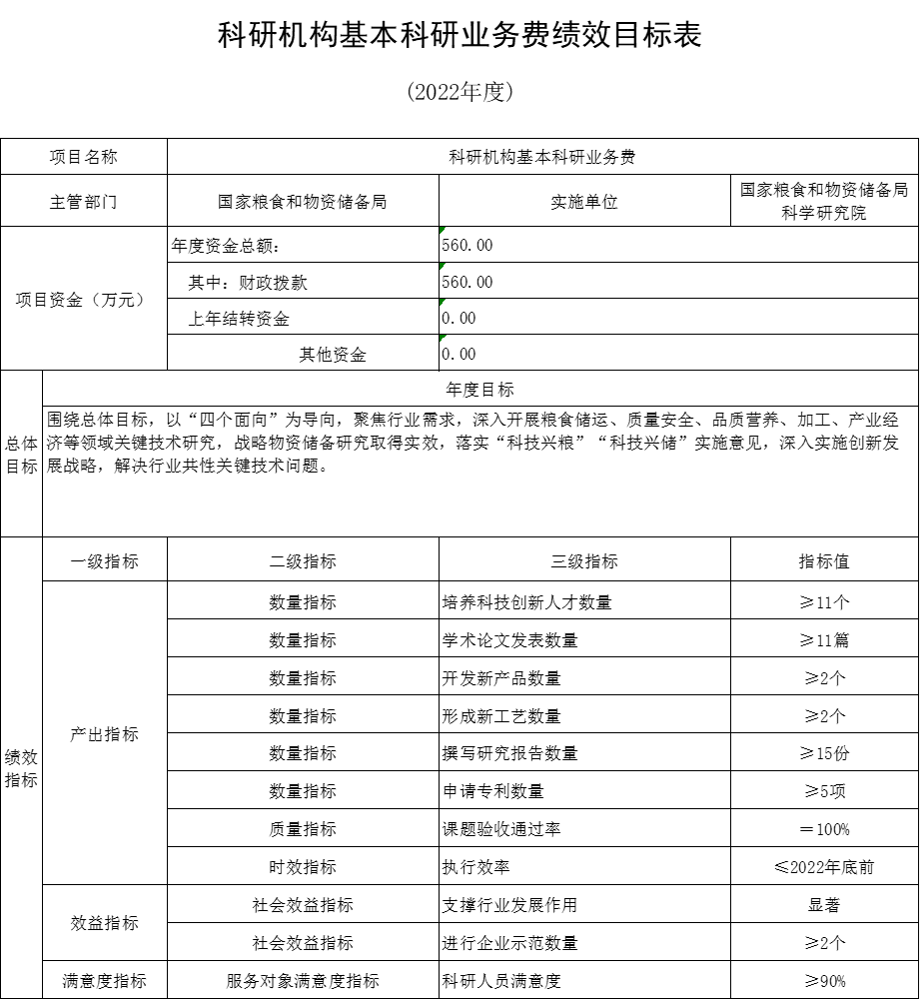 科研机构基本科研业务费绩效目标表
(2022年度)
项目名称 科研机构基本科研业务费
主管部门 国家粮食和物资储备局 实施单位 国家粮食和物资储备局
科学研究院
项目资金（万元）
年度资金总额： 560.00
其中：财政拨款 560.00
上年结转资金 0.00
其他资金 0.00
总体
目标
年度目标
围绕总体目标，以“四个面向”为导向，聚焦行业需求，深入开展粮食储运、质量安全、品质营养、加工、产业经
济等领域关键技术研究，战略物资储备研究取得实效，落实“科技兴粮”“科技兴储”实施意见，深入实施创新发
展战略，解决行业共性关键技术问题。
绩效
指标
一级指标 二级指标 三级指标 指标值
产出指标
数量指标 培养科技创新人才数量 ≥11个
数量指标 学术论文发表数量 ≥11篇
数量指标 开发新产品数量 ≥2个
数量指标 形成新工艺数量 ≥2个
数量指标 撰写研究报告数量 ≥15份
数量指标 申请专利数量 ≥5项
质量指标 课题验收通过率 ＝100%
时效指标 执行效率 ≤2022年底前
效益指标
社会效益指标 支撑行业发展作用 显著
社会效益指标 进行企业示范数量 ≥2个
满意度指标 服务对象满意度指标 科研人员满意度 ≥90%